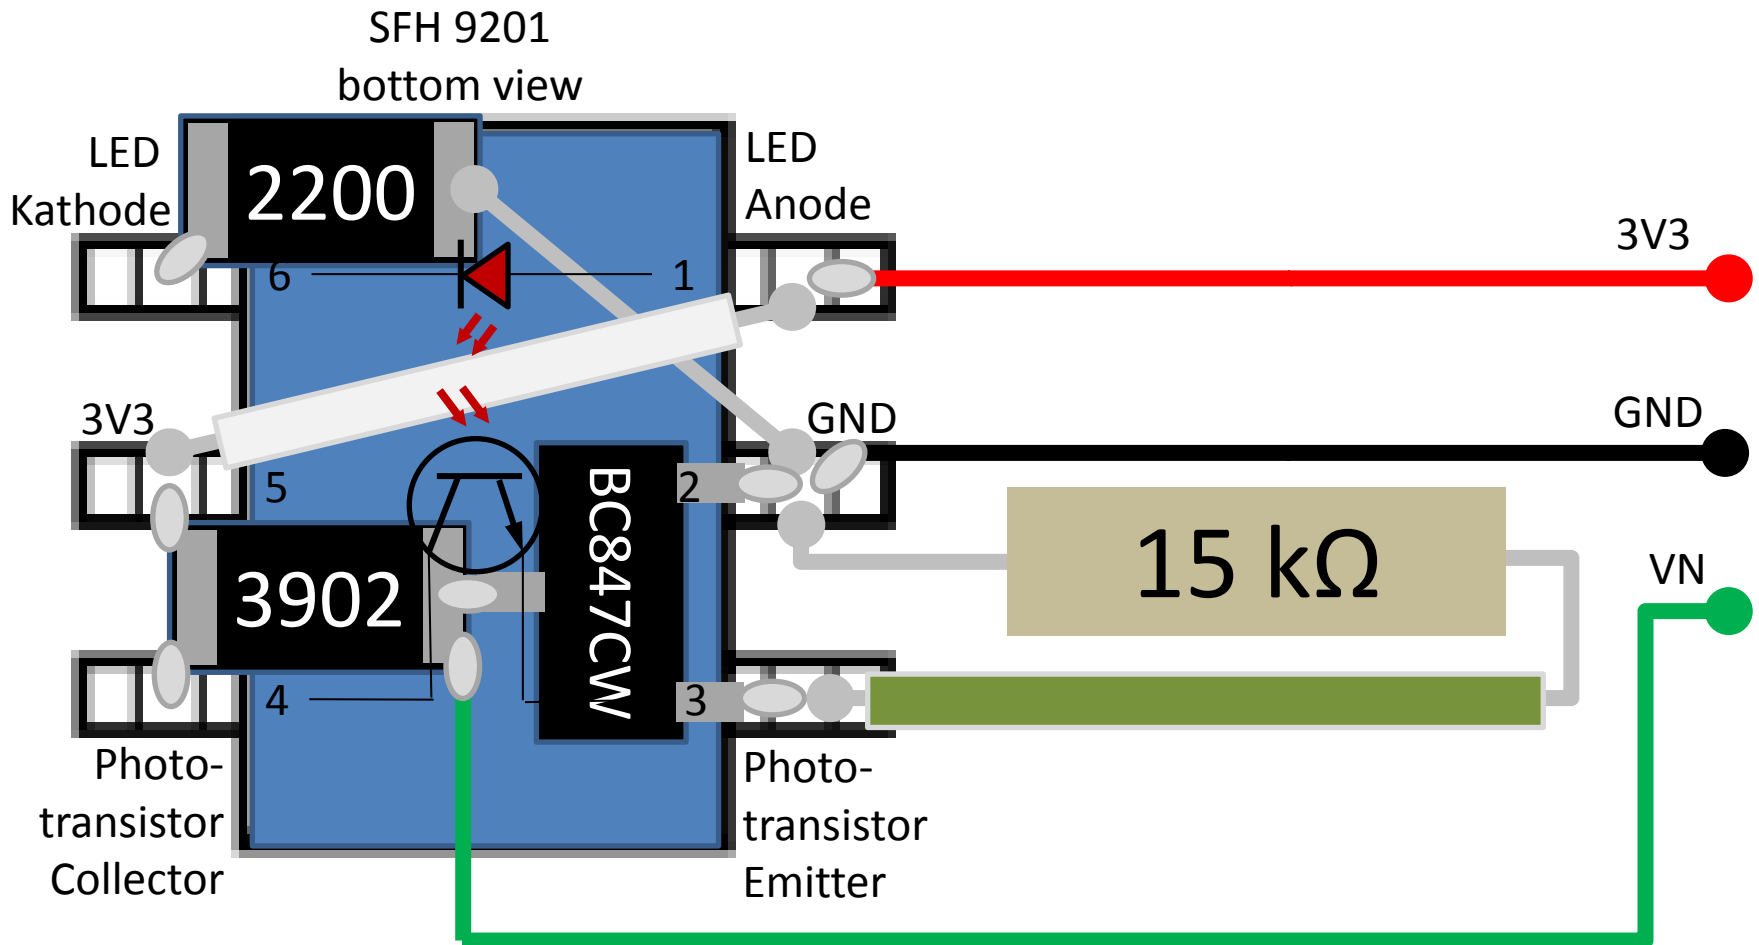 SFH 9201
bottom view
LED
Kathode
2200
LED
Anode
3V3
6
1
3V3
GND
GND
5
2
BC847CW
15 kΩ
VN
3902
4
3
Photo-
transistor
Collector
Photo-
transistor
Emitter